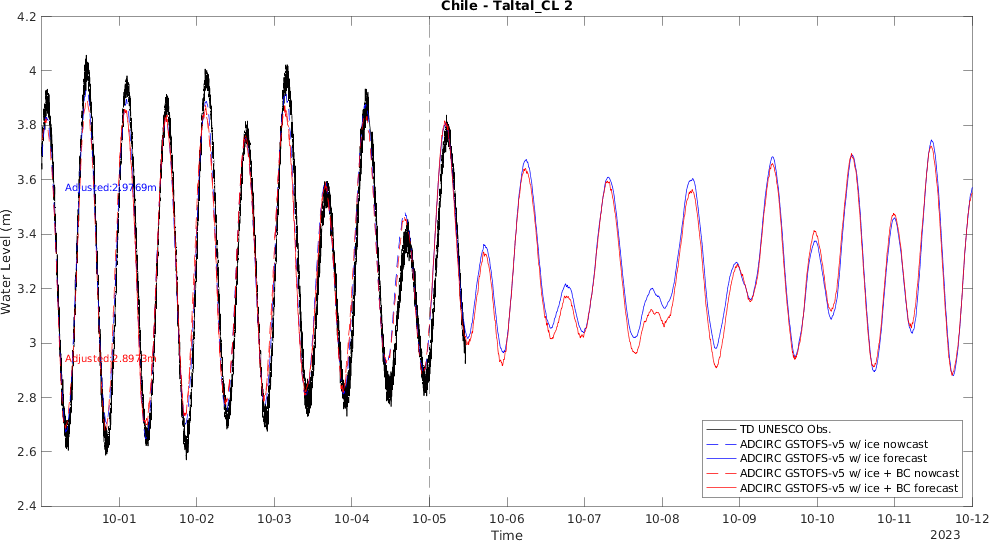 Chile - Taltal_CL 2
4.2
4
3.8
3.6
3.4
3.2
3
2.8
2.6
2.4
Water Level (m)
Adjusted:2.9769m
Adjusted:2.8973m
TD UNESCO Obs.
ADCIRC GSTOFS-v5 w/ ice nowcast
ADCIRC GSTOFS-v5 w/ ice forecast
ADCIRC GSTOFS-v5 w/ ice + BC nowcast
ADCIRC GSTOFS-v5 w/ ice + BC forecast
10-01 10-02 10-03 10-04 10-05 10-06 10-07 10-08 10-09 10-10 10-11 10-12
Time
2023